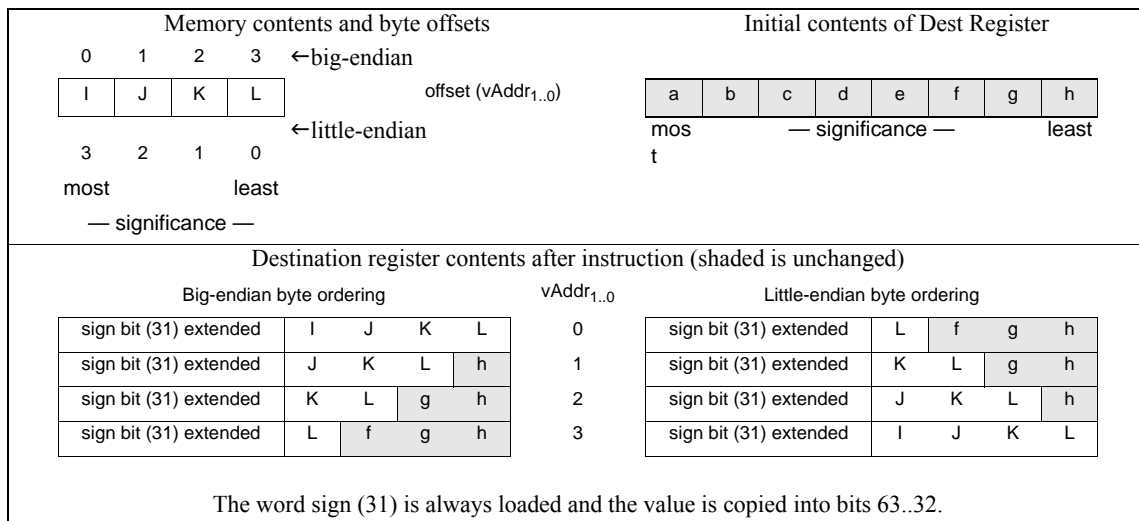 Memory contents and byte offsets
Initial contents of Dest Register
0 1 2 3 ←big-endian
I J K L offset (vAddr1..0)
a b c d e f g h
←little-endian
mos
t
— significance — least
3 2 1 0
most least
— significance —
Destination register contents after instruction (shaded is unchanged)
Big-endian byte ordering vAddr1..0 Little-endian byte ordering
sign bit (31) extended I J K L 0 sign bit (31) extended L f g h
sign bit (31) extended J K L h 1 sign bit (31) extended K L g h
sign bit (31) extended K L g h 2 sign bit (31) extended J K L h
sign bit (31) extended L f g h 3 sign bit (31) extended I J K L
The word sign (31) is always loaded and the value is copied into bits 63..32.